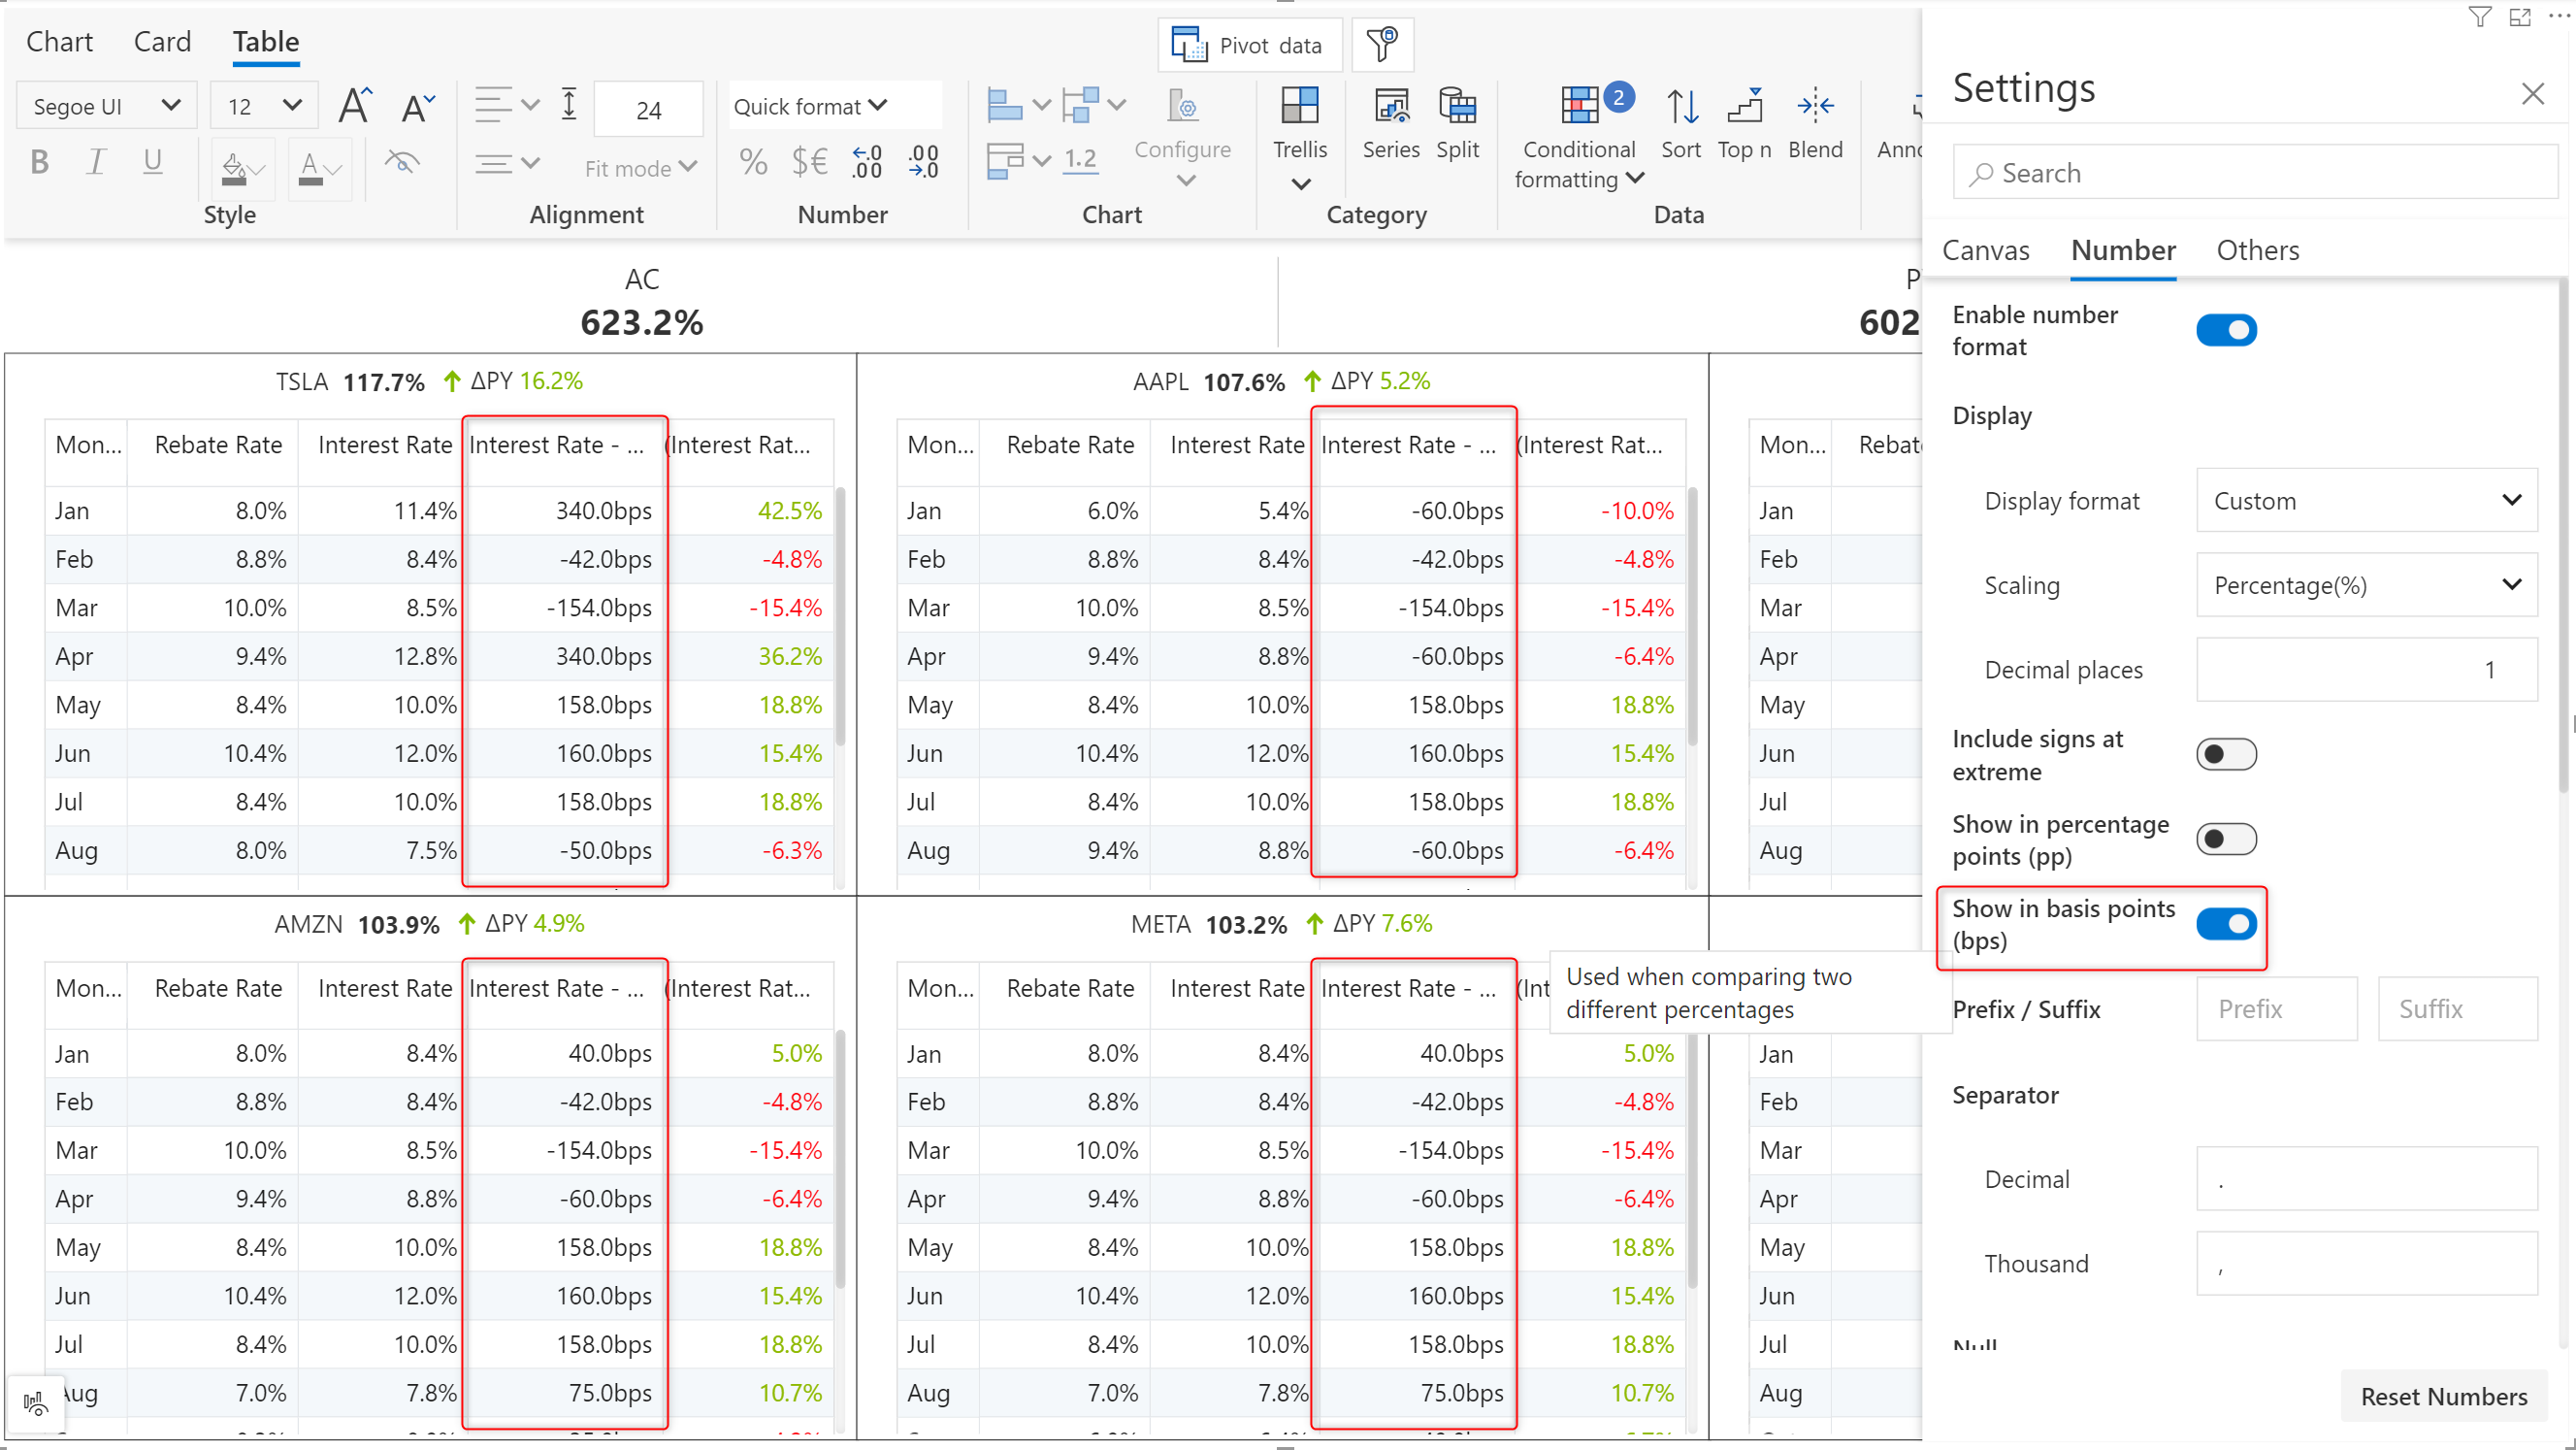 Chart Card Table
Pivot data
Segoe UI 12 24 Quick format
B I U A Fit mode % $€ ←.0 .00 .00 →.0 1.2 Configure
Trellis Series Split Conditional formatting 2 Sort Top n Blend
Style Alignment Number Chart Category Data
AC
623.2%
602
TSLA 117.7% ΔPY 16.2%
Mon... Rebate Rate Interest Rate Interest Rate - ... (Interest Rat...
Jan 8.0% 11.4% 340.0bps 42.5%
Feb 8.8% 8.4% -42.0bps -4.8%
Mar 10.0% 8.5% -154.0bps -15.4%
Apr 9.4% 12.8% 340.0bps 36.2%
May 8.4% 10.0% 158.0bps 18.8%
Jun 10.4% 12.0% 160.0bps 15.4%
Jul 8.4% 10.0% 158.0bps 18.8%
Aug 8.0% 7.5% -50.0bps -6.3%
AAPL 107.6% ΔPY 5.2%
Mon... Rebate Rate Interest Rate Interest Rate - ... (Interest Rat...
Jan 6.0% 5.4% -60.0bps -10.0%
Feb 8.8% 8.4% -42.0bps -4.8%
Mar 10.0% 8.5% -154.0bps -15.4%
Apr 9.4% 8.8% -60.0bps -6.4%
May 8.4% 10.0% 158.0bps 18.8%
Jun 10.4% 12.0% 160.0bps 15.4%
Jul 8.4% 10.0% 158.0bps 18.8%
Aug 9.4% 8.8% -60.0bps -6.4%
Mon...
Jan
Feb
Mar
Apr
May
Jun
Jul
Aug
AMZN 103.9% ΔPY 4.9%
Mon... Rebate Rate Interest Rate Interest Rate - ... (Interest Rat...
Jan 8.0% 8.4% 40.0bps 5.0%
Feb 8.8% 8.4% -42.0bps -4.8%
Mar 10.0% 8.5% -154.0bps -15.4%
Apr 9.4% 8.8% -60.0bps -6.4%
May 8.4% 10.0% 158.0bps 18.8%
Jun 10.4% 12.0% 160.0bps 15.4%
Jul 8.4% 10.0% 158.0bps 18.8%
Aug 7.0% 7.8% 75.0bps 10.7%
META 103.2% ΔPY 7.6%
Mon... Rebate Rate Interest Rate Interest Rate - ...
Jan 8.0% 8.4% 40.0bps 5.0%
Feb 8.8% 8.4% -42.0bps -4.8%
Mar 10.0% 8.5% -154.0bps -15.4%
Apr 9.4% 8.8% -60.0bps -6.4%
May 8.4% 10.0% 158.0bps 18.8%
Jun 10.4% 12.0% 160.0bps 15.4%
Jul 8.4% 10.0% 158.0bps 18.8%
Aug 7.0% 7.8% 75.0bps 10.7%
Jan
Feb
Mar
Apr
May
Jun
Jul
Aug
Used when comparing two
different percentages
Settings
Search
Canvas Number Others
Enable number
format
Display
Display format Custom
Scaling Percentage(%)
Decimal places 1
Include signs at
extreme
Show in percentage
points (pp)
Show in basis points
(bps)
Prefix / Suffix Prefix Suffix
Separator
Decimal .
Thousand ,
Null
Reset Numbers